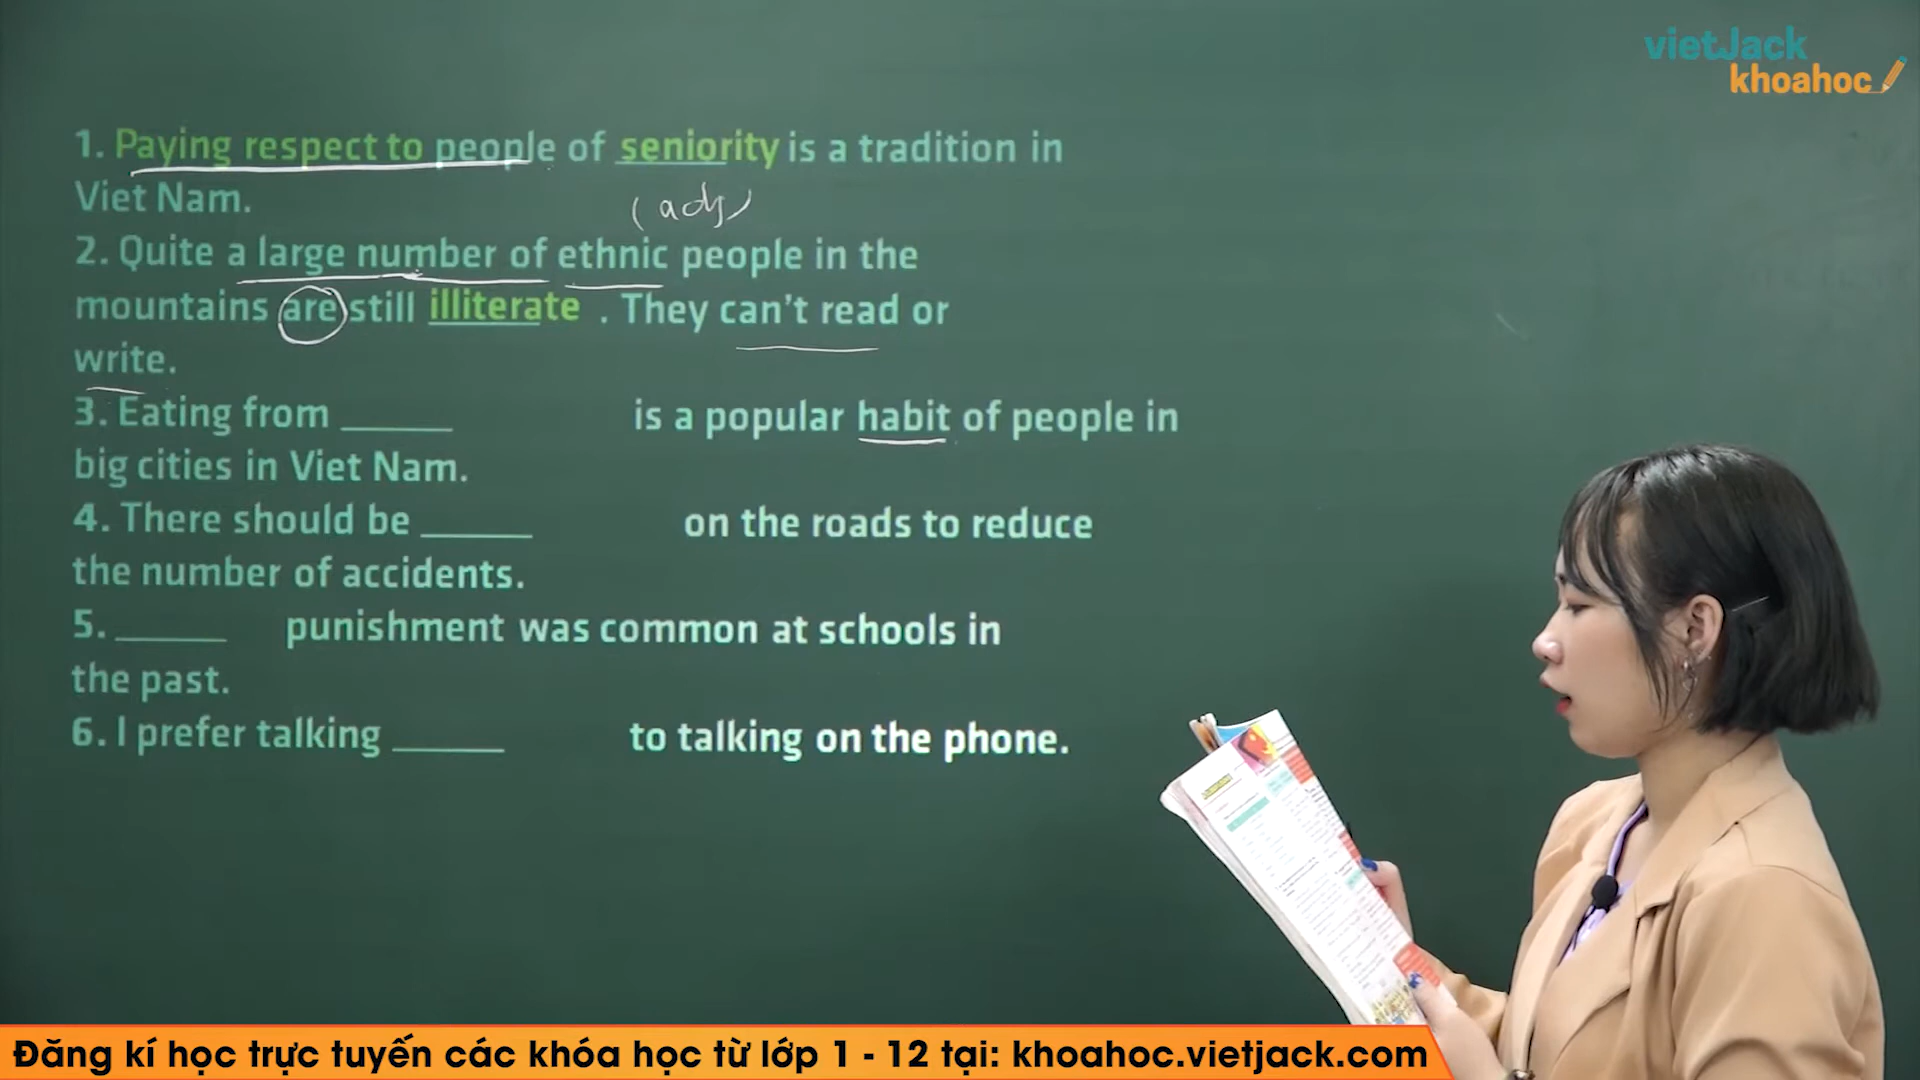 vietJack
khoahoc
1. Paying respect to people of seniority is a tradition in
Viet Nam.
(adj)
2. Quite a large number of ethnic people in the
mountains are still illiterate . They can't read or
write.
3. Eating from ______ is a popular habit of people in
big cities in Viet Nam.
4. There should be ______ on the roads to reduce
the number of accidents.
5. ______ punishment was common at schools in
the past.
6. I prefer talking ______ to talking on the phone.
Đăng kí học trực tuyến các khóa học từ lớp 1 - 12 tại: khoahoc.vietjack.com